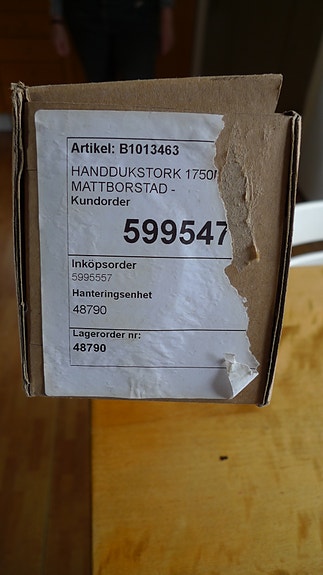 Artikel: B1013463
HANDDUKSTORK 1750
MATTBORSTAD -
Kundorder
599547
Inköpsorder
5995557
Hanteringsenhet
48790
Lagerorder nr:
48790